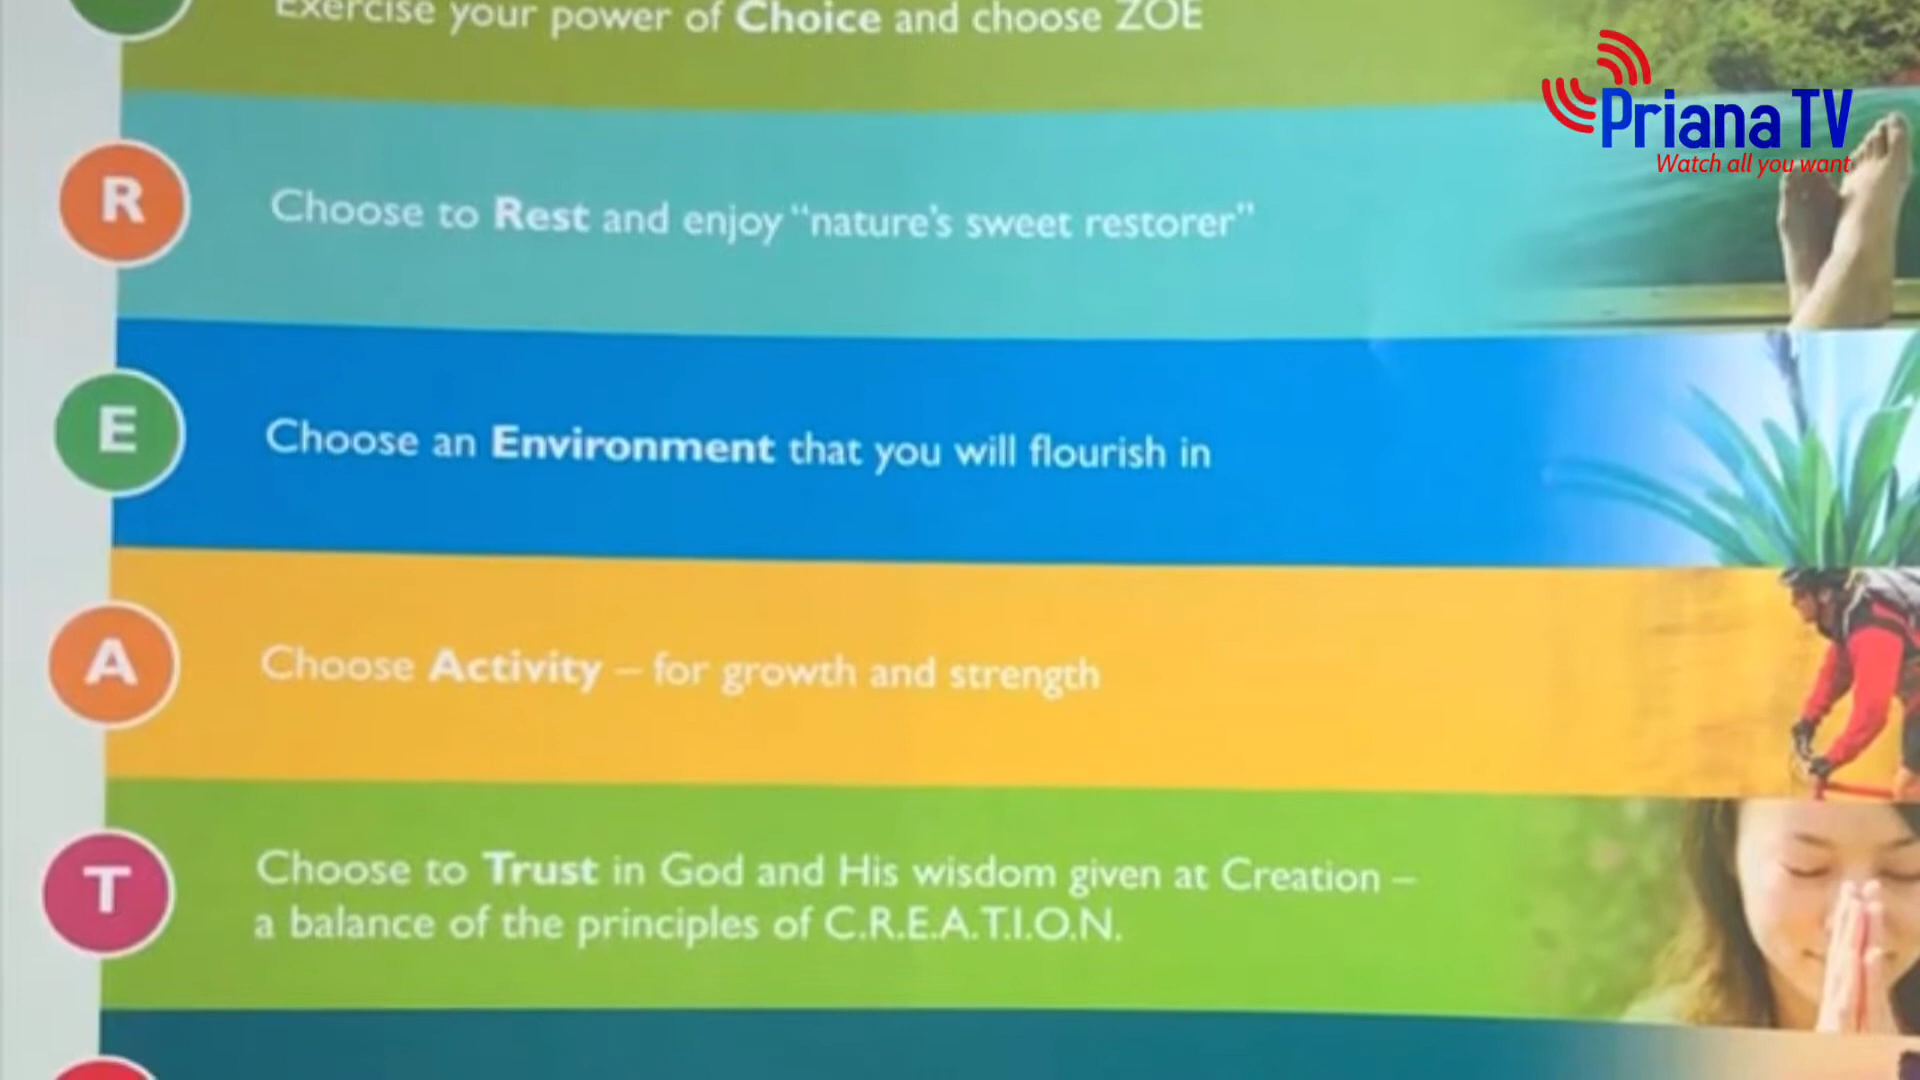 Exercise your power of Choice and choose ZOE
Priana TV
Watch all you want
R
Choose to Rest and enjoy “nature’s sweet restorer”
E
Choose an Environment that you will flourish in
A
Choose Activity – for growth and strength
T
Choose to Trust in God and His wisdom given at Creation –
a balance of the principles of C.R.E.A.T.I.O.N.